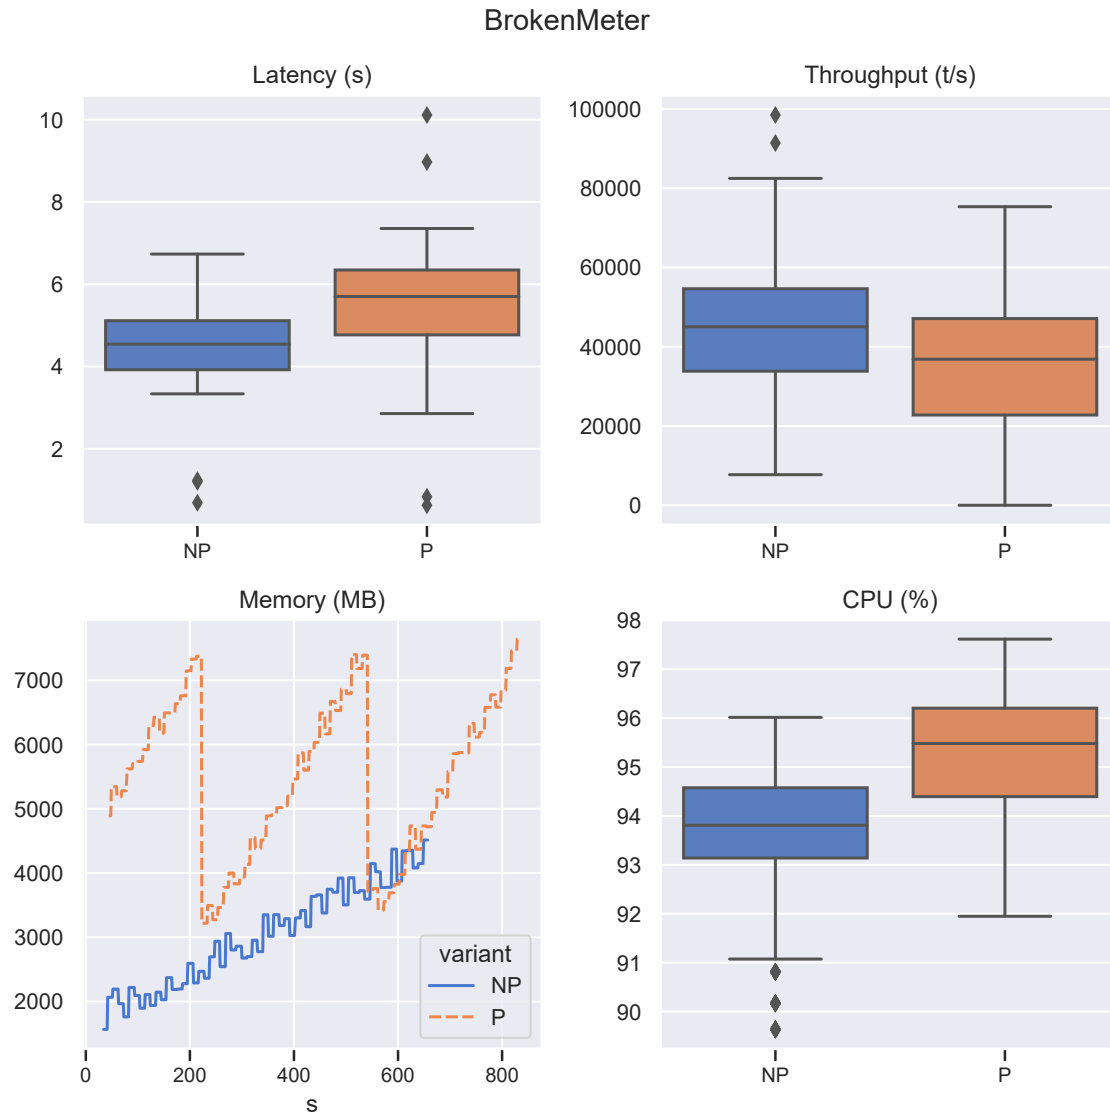 BrokenMeter
Latency (s)
10
8
6
4
2
NP
P
Throughput (t/s)
100000
80000
60000
40000
20000
0
NP
P
Memory (MB)
7000
6000
5000
4000
3000
2000
variant
NP
P
0
200
400
600
800
s
CPU (%)
98
97
96
95
94
93
92
91
90
NP
P